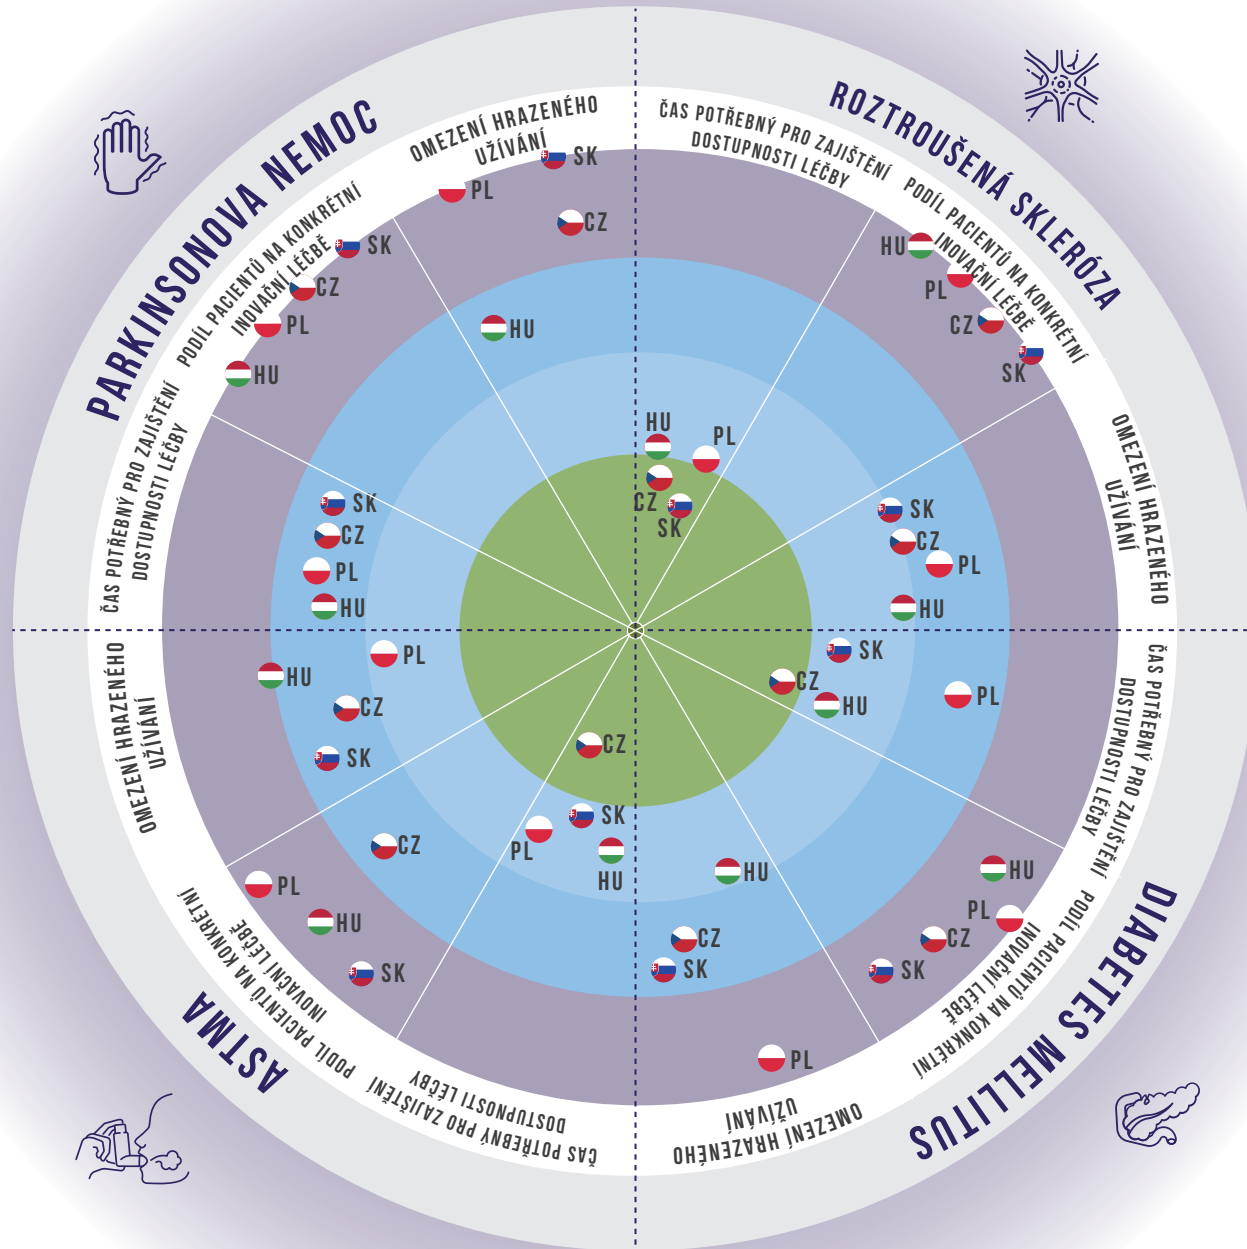 PARKINSONOVA NEMOC
OMEZENÍ HRAZENÉHO
UŽÍVÁNÍ
SK
PL
CZ
HU
PODÍL PACIENTŮ NA KONKRÉTNÍ
INOVAČNÍ LÉČBĚ
SK
CZ
PL
HU
ČAS POTŘEBNÝ PRO ZAJIŠTĚNÍ
DOSTUPNOSTI LÉČBY
SK
CZ
PL
HU
ROZTROUŠENÁ SKLERÓZA
ČAS POTŘEBNÝ PRO ZAJIŠTĚNÍ
DOSTUPNOSTI LÉČBY
HU
PL
CZ
SK
PODÍL PACIENTŮ NA KONKRÉTNÍ
INOVAČNÍ LÉČBĚ
HU
PL
CZ
SK
OMEZENÍ HRAZENÉHO
UŽÍVÁNÍ
SK
CZ
PL
HU
DIABETES MELLITUS
ČAS POTŘEBNÝ PRO ZAJIŠTĚNÍ
DOSTUPNOSTI LÉČBY
SK
CZ
HU
PL
PODÍL PACIENTŮ NA KONKRÉTNÍ
INOVAČNÍ LÉČBĚ
HU
PL
CZ
SK
OMEZENÍ HRAZENÉHO
UŽÍVÁNÍ
HU
CZ
SK
PL
ASTMA
ČAS POTŘEBNÝ PRO ZAJIŠTĚNÍ
DOSTUPNOSTI LÉČBY
CZ
SK
PL
HU
PODÍL PACIENTŮ NA KONKRÉTNÍ
INOVAČNÍ LÉČBĚ
CZ
PL
HU
SK
OMEZENÍ HRAZENÉHO
UŽÍVÁNÍ
PL
HU
CZ
SK